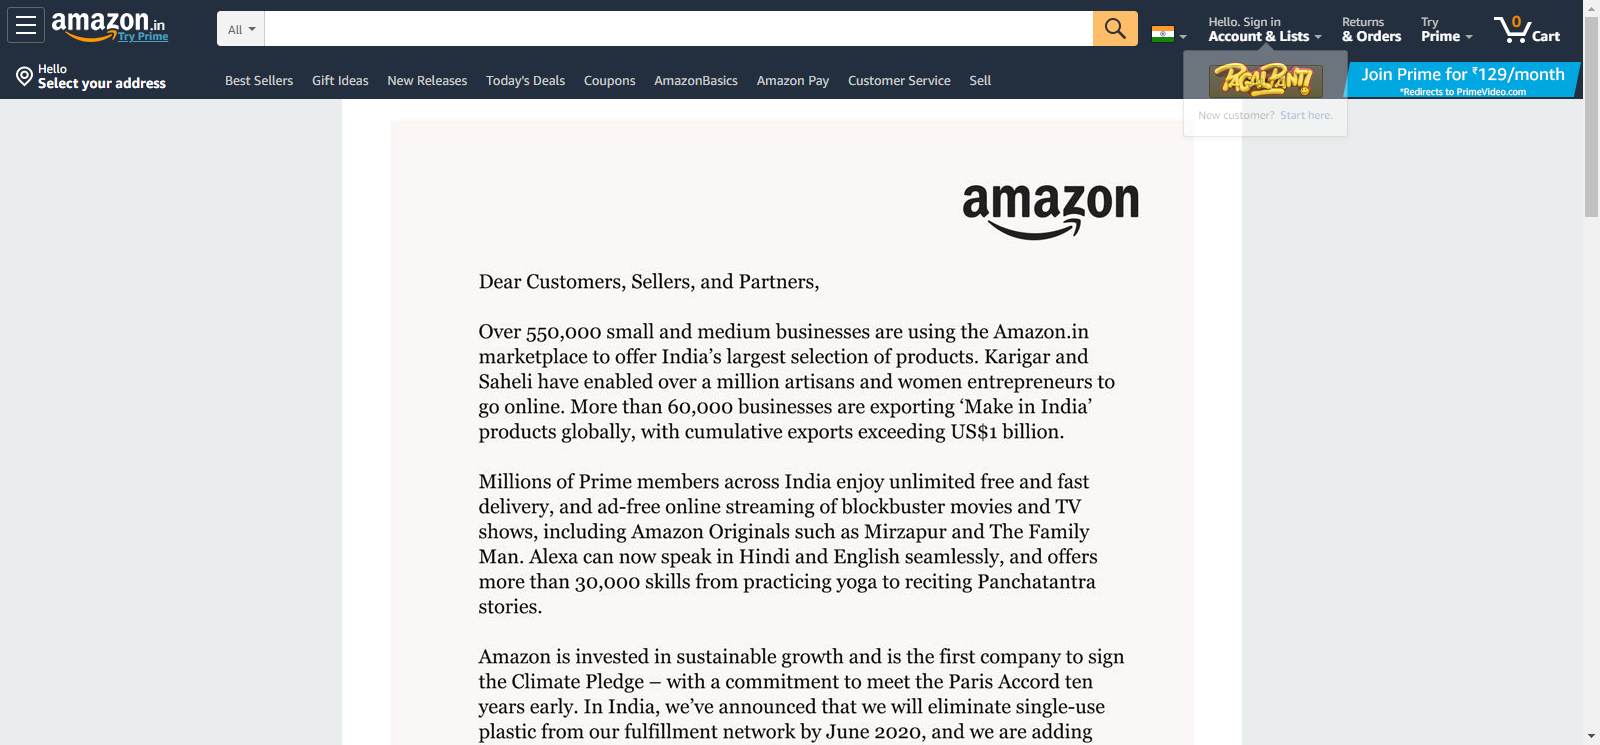 amazon.in
Try Prime
All
Hello. Sign in
Account & Lists
Returns
& Orders
Try
Prime
0
Cart
Hello
Select your address
Best Sellers
Gift Ideas
New Releases
Today's Deals
Coupons
AmazonBasics
Amazon Pay
Customer Service
Sell
PAGALPANTI
Join Prime for ₹129/month
*Redirects to PrimeVideo.com
New customer? Start here.
amazon
Dear Customers, Sellers, and Partners,
Over 550,000 small and medium businesses are using the Amazon.in
marketplace to offer India’s largest selection of products. Karigar and
Saheli have enabled over a million artisans and women entrepreneurs to
go online. More than 60,000 businesses are exporting ‘Make in India’
products globally, with cumulative exports exceeding US$1 billion.
Millions of Prime members across India enjoy unlimited free and fast
delivery, and ad-free online streaming of blockbuster movies and TV
shows, including Amazon Originals such as Mirzapur and The Family
Man. Alexa can now speak in Hindi and English seamlessly, and offers
more than 30,000 skills from practicing yoga to reciting Panchatantra
stories.
Amazon is invested in sustainable growth and is the first company to sign
the Climate Pledge – with a commitment to meet the Paris Accord ten
years early. In India, we’ve announced that we will eliminate single-use
plastic from our fulfillment network by June 2020, and we are adding